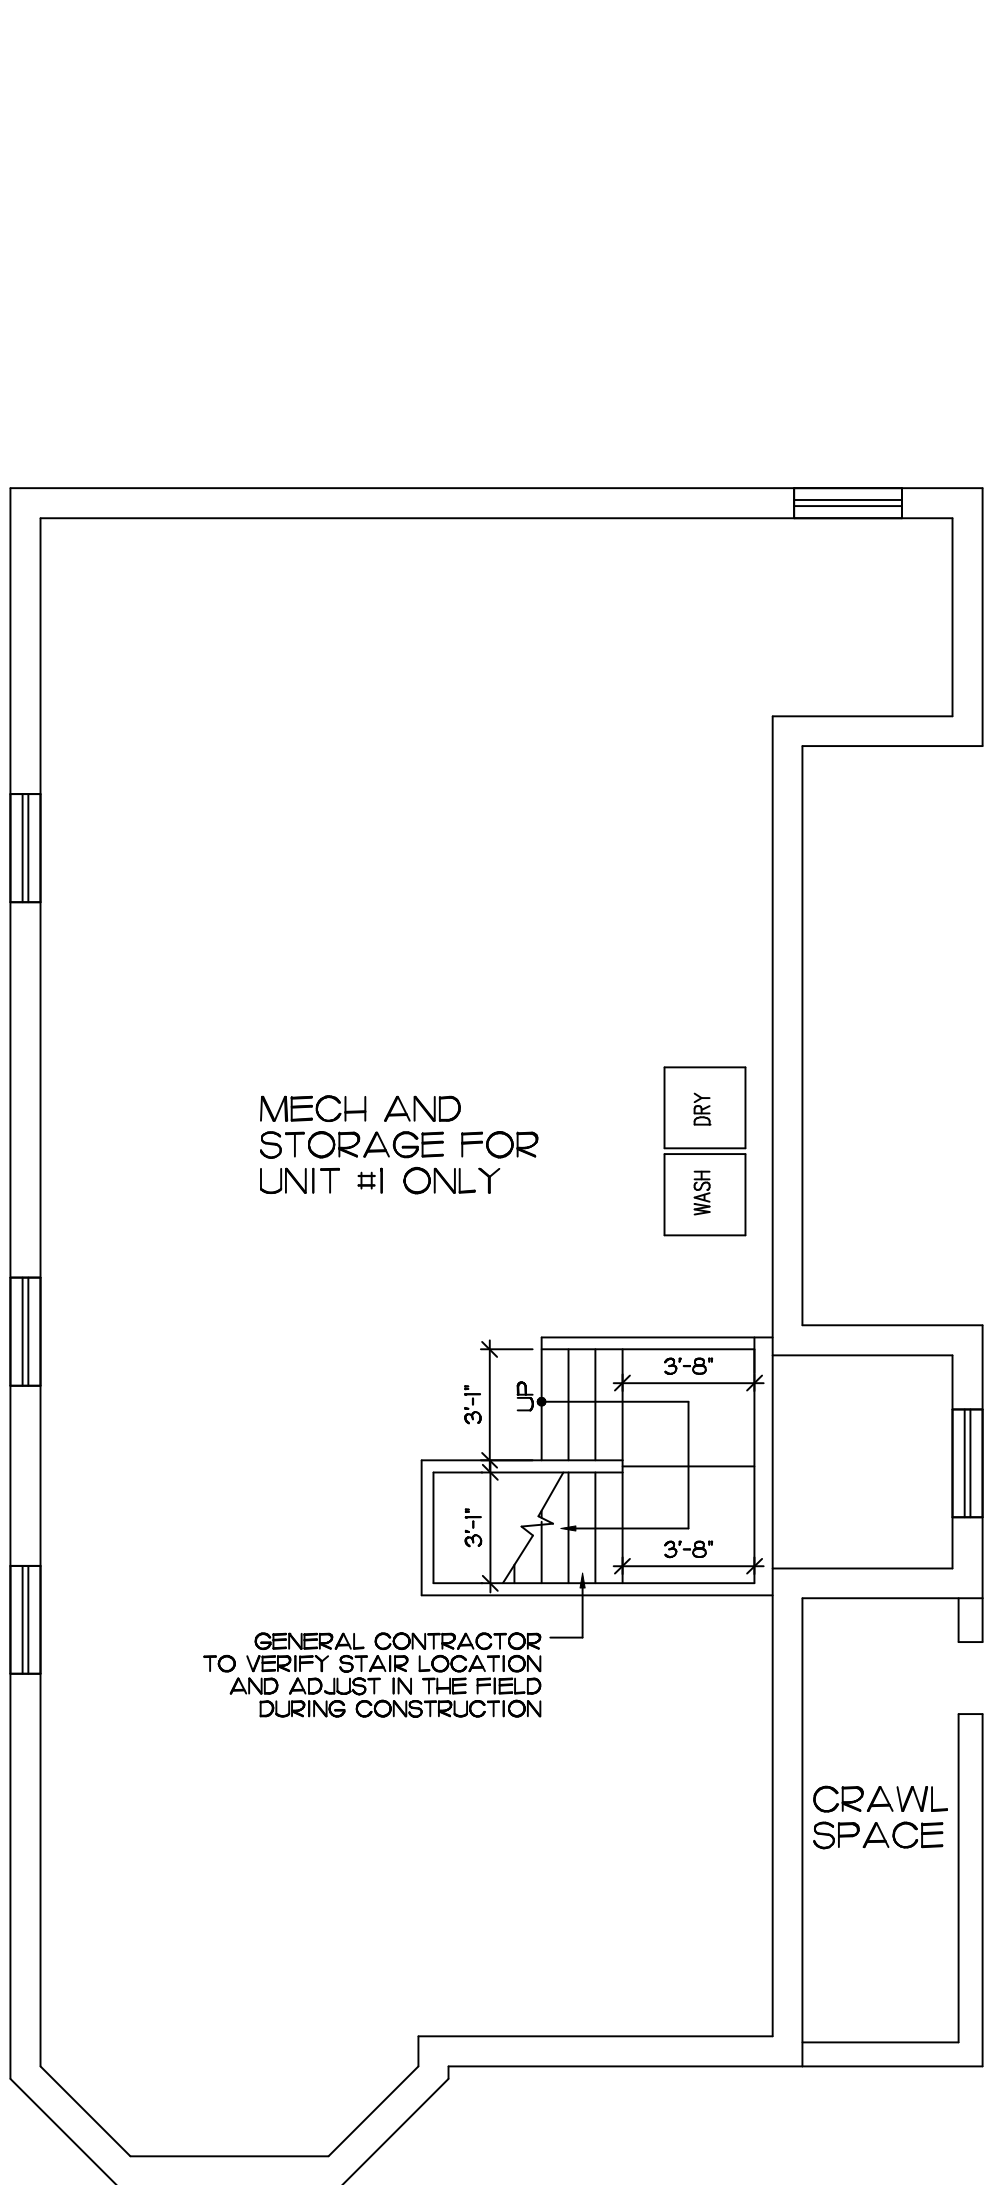 MECH AND
STORAGE FOR
UNIT #1 ONLY
DRY
WASH
3'-8"
3'-1"
UP
3'-1"
3'-8"
GENERAL CONTRACTOR
TO VERIFY STAIR LOCATION
AND ADJUST IN THE FIELD
DURING CONSTRUCTION
CRAWL
SPACE